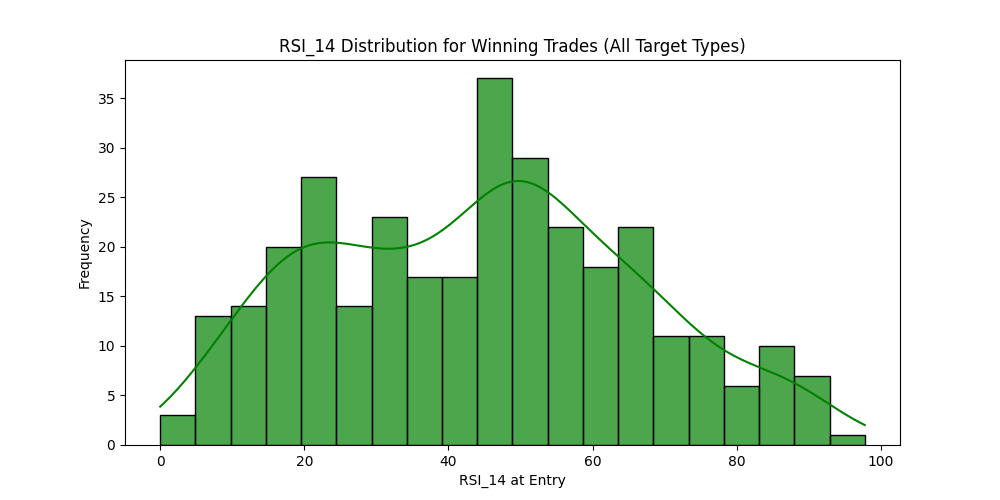 RSI_14 Distribution for Winning Trades (All Target Types)
35
30
25
20
15
10
5
0
Frequency
0 20 40 60 80 100
RSI_14 at Entry